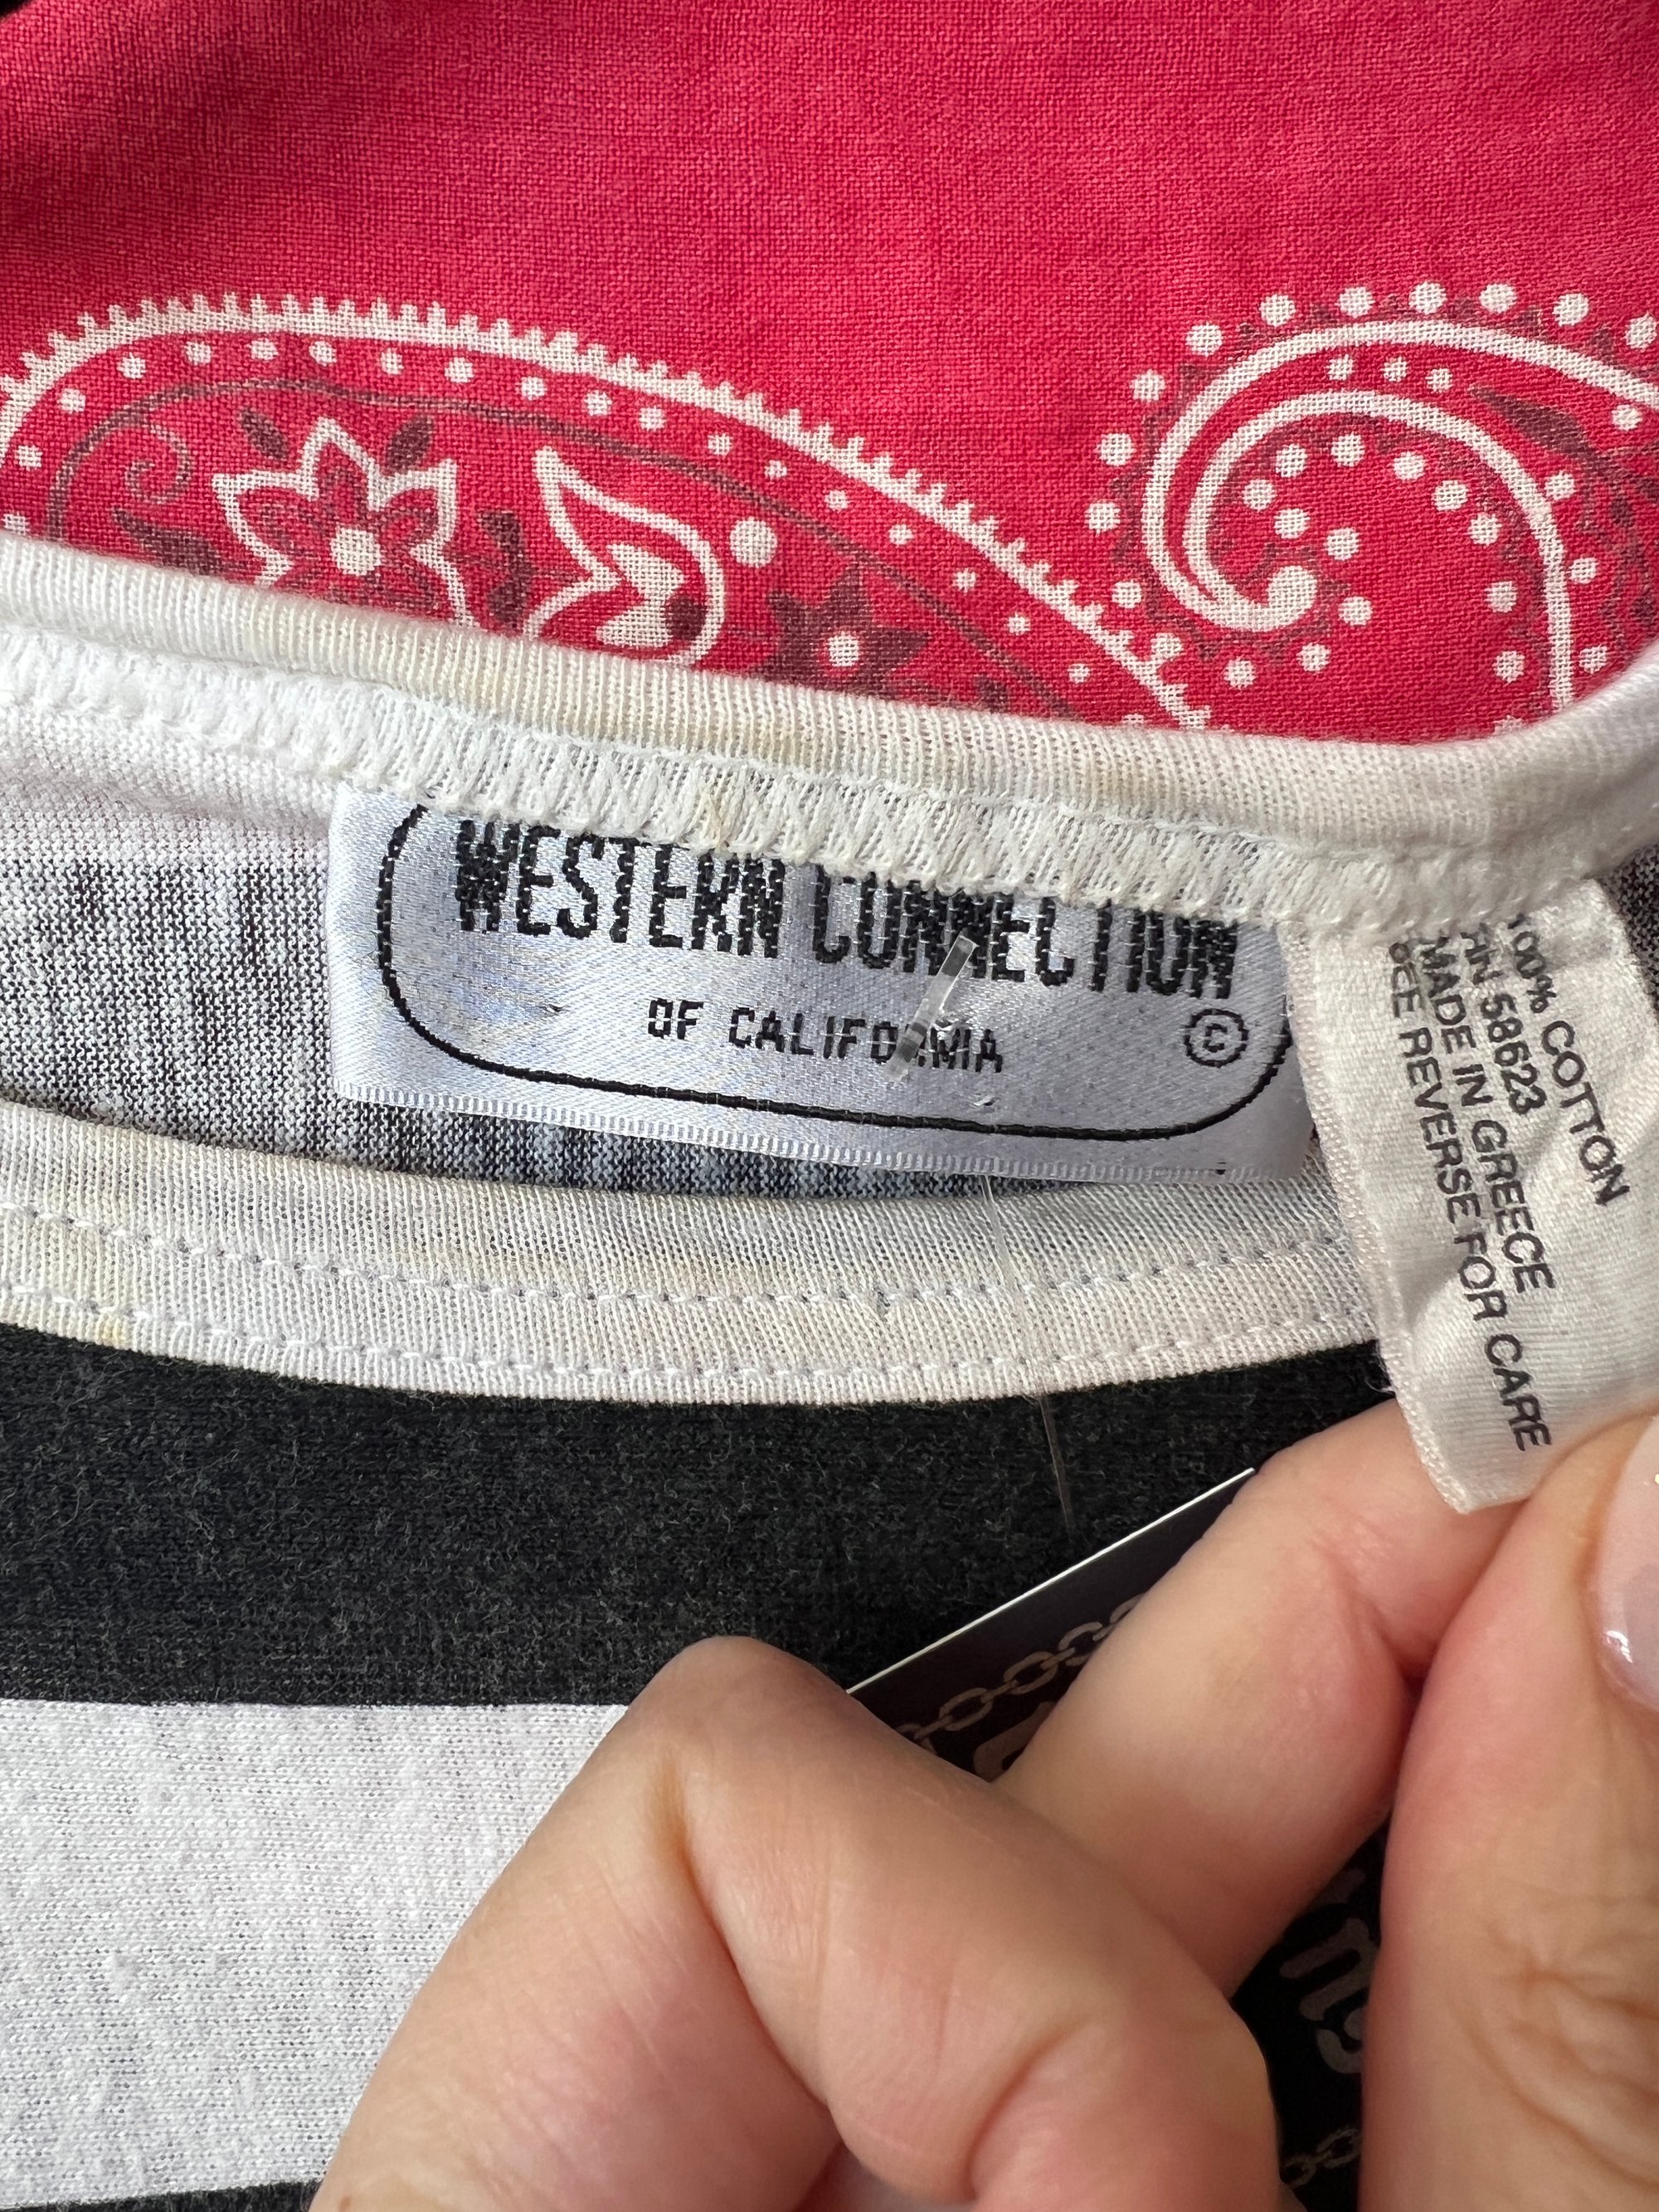 WESTERN CONNECTION
OF CALIFORNIA
©
100% COTTON
RN 58623
MADE IN GREECE
SEE REVERSE FOR CARE